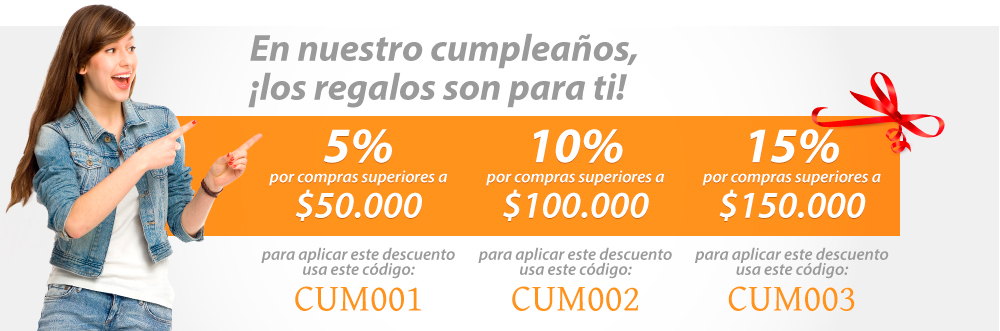 En nuestro cumpleaños,
¡los regalos son para ti!
5%
por compras superiores a
$50.000
10%
por compras superiores a
$100.000
15%
por compras superiores a
$150.000
para aplicar este descuento
usa este código:
CUM001
para aplicar este descuento
usa este código:
CUM002
para aplicar este descuento
usa este código:
CUM003